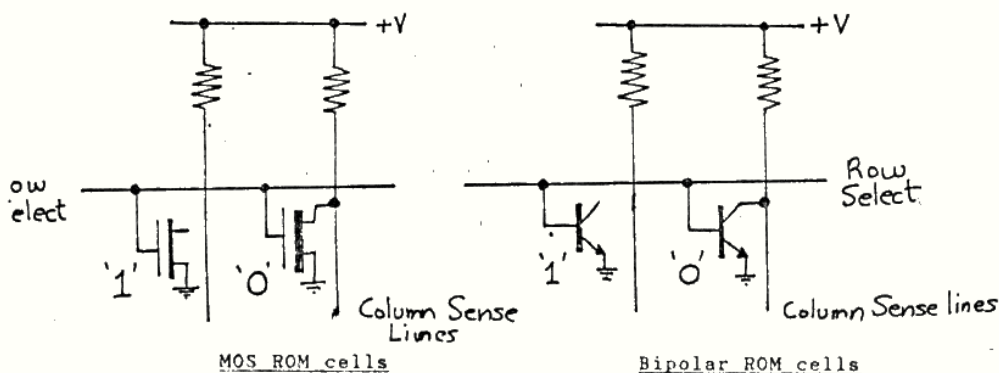 +V
+V
ow
elect
Row
Select
'1'
'0'
'1'
'0'
Column Sense
Lines
Column Sense lines
MOS ROM cells
Bipolar ROM cells